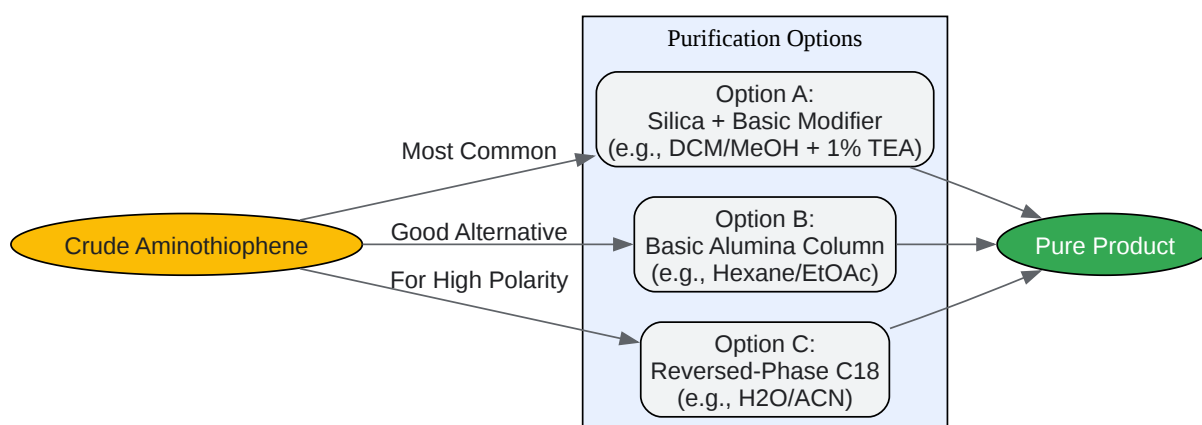 Purification Options
Option A:
Silica + Basic Modifier
(e.g., DCM/MeOH + 1% TEA)
Most Common
Crude Aminothiophene
Good Alternative
Option B:
Basic Alumina Column
(e.g., Hexane/EtOAc)
Pure Product
For High Polarity
Option C:
Reversed-Phase C18
(e.g., H2O/ACN)